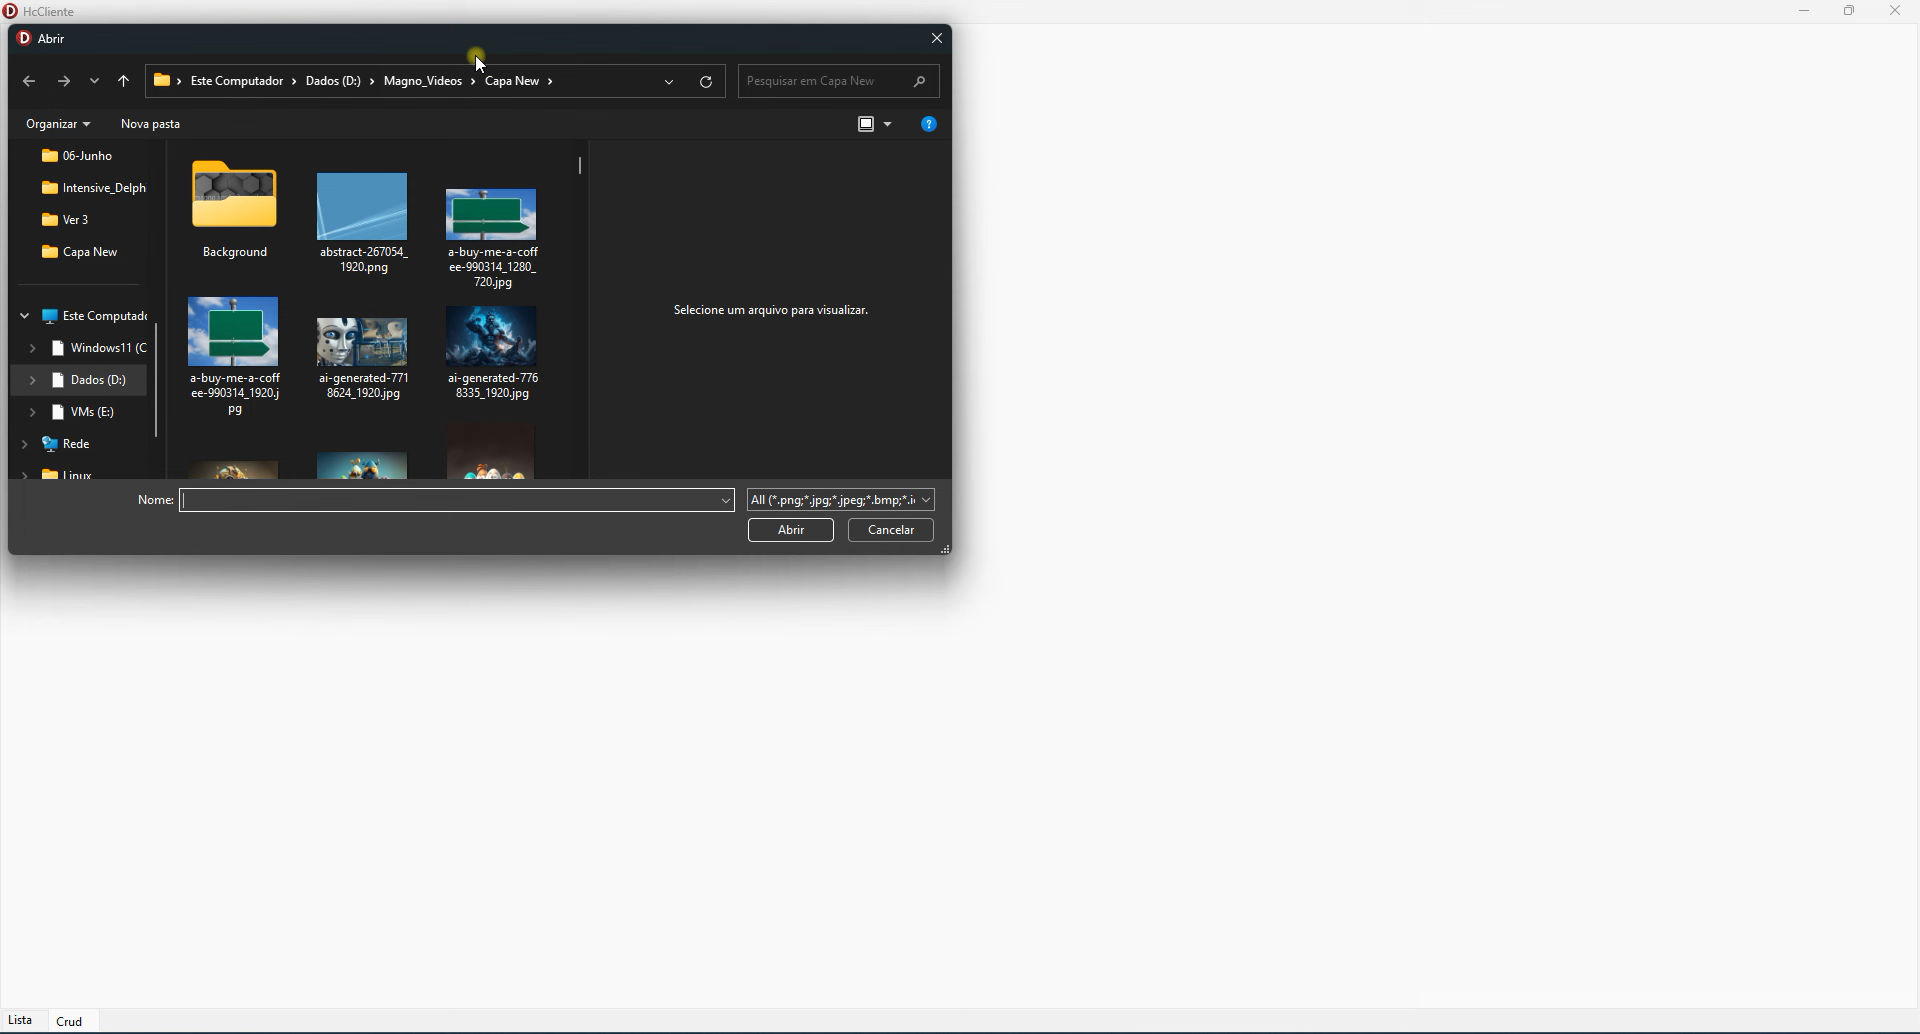 HcCliente
Abrir
Este Computador > Dados (D:) > Magno_Videos > Capa New >
Pesquisar em Capa New
Organizar
Nova pasta
06-Junho
Intensive_Delph
Ver 3
Capa New
Este Computado
Windows11 (C
Dados (D:)
VMs (E:)
Rede
Linux
Background
abstract-267054_
1920.png
a-buy-me-a-coff
ee-990314_1280_
720.jpg
a-buy-me-a-coff
ee-990314_1920.j
pg
ai-generated-771
8624_1920.jpg
ai-generated-776
8335_1920.jpg
Selecione um arquivo para visualizar.
Nome:
All (*.png;*.jpg;*.jpeg;*.bmp;*.i
Abrir
Cancelar
Lista
Crud